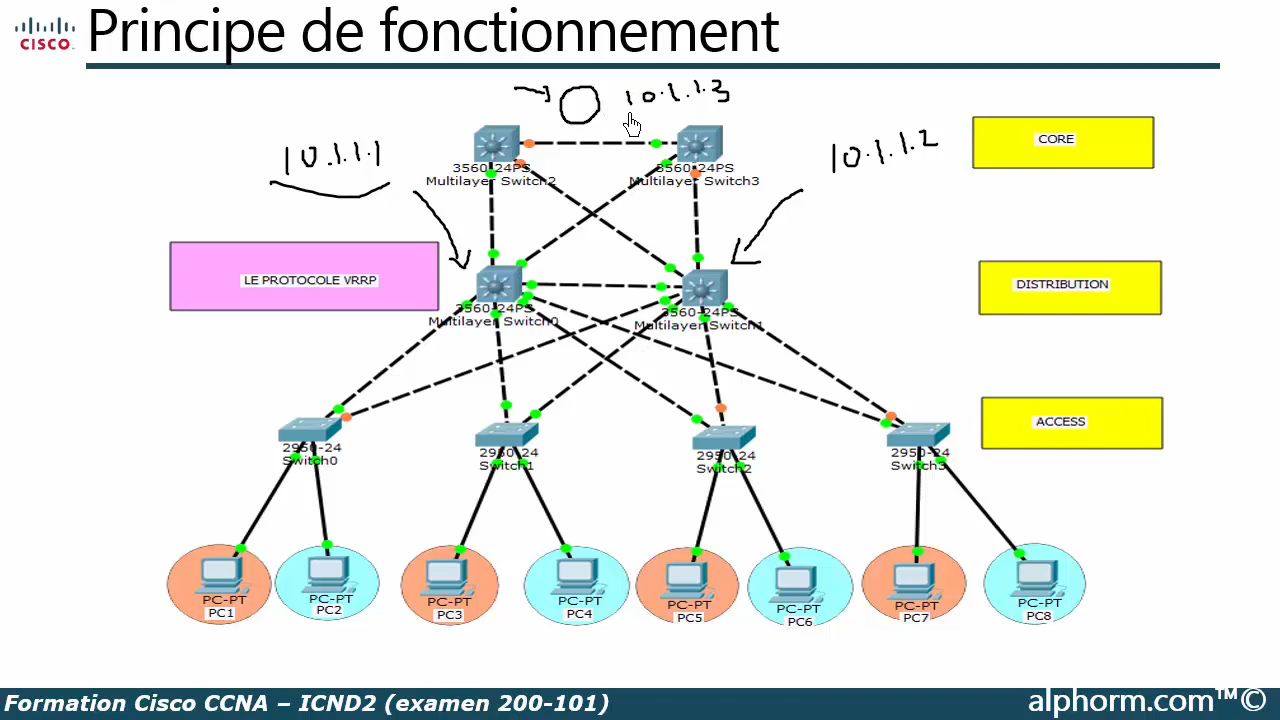 CISCO
Principe de fonctionnement
10.1.1.3
10.1.1.1
10.1.1.2
CORE
3560-24PS
Multilayer Switch2
3560-24PS
Multilayer Switch3
LE PROTOCOLE VRRP
3560-24PS
Multilayer Switch0
3560-24PS
Multilayer Switch1
DISTRIBUTION
ACCESS
2950-24
Switch0
2950-24
Switch1
2950-24
Switch2
2950-24
Switch3
PC-PT
PC1
PC-PT
PC2
PC-PT
PC3
PC-PT
PC4
PC-PT
PC5
PC-PT
PC6
PC-PT
PC7
PC-PT
PC8
Formation Cisco CCNA – ICND2 (examen 200-101)
alphorm.com™©